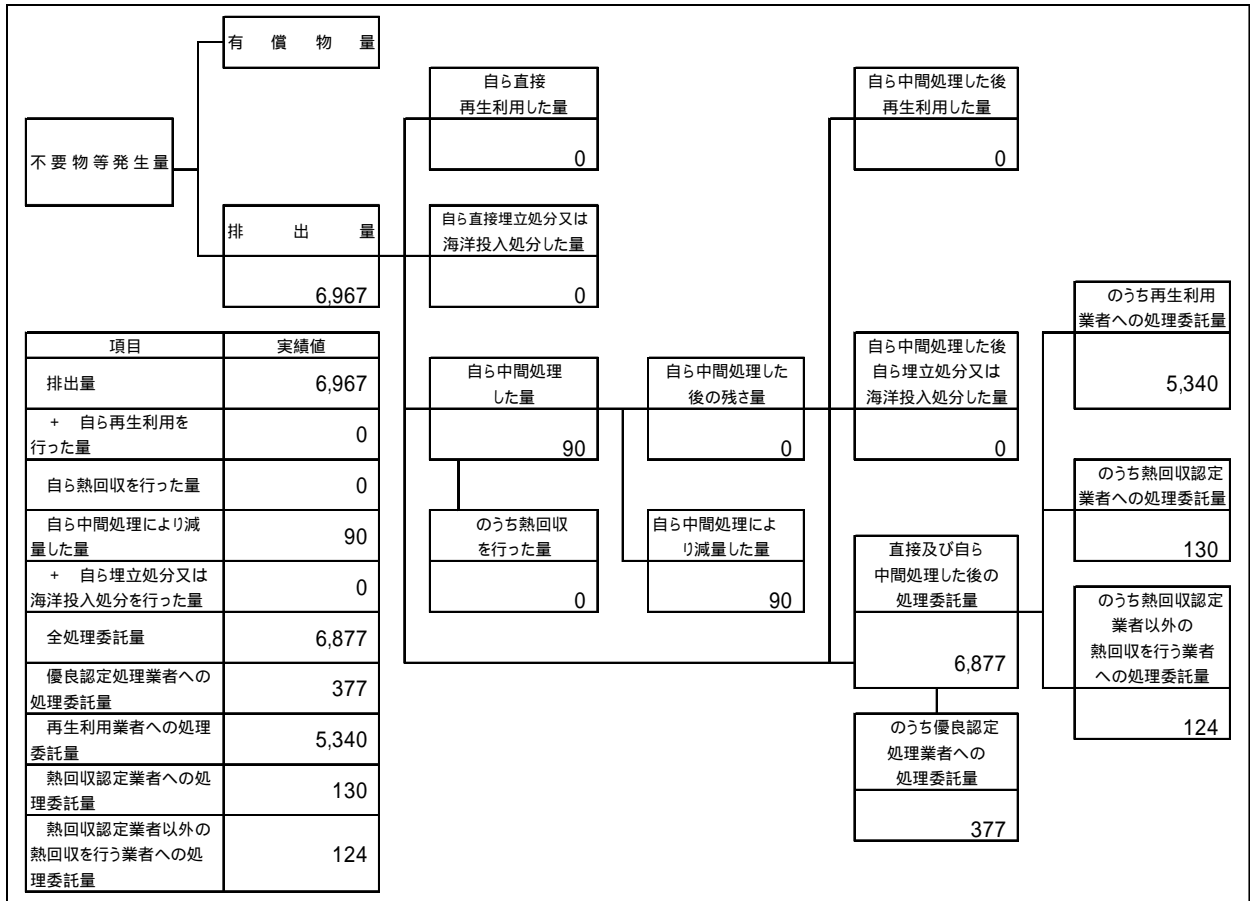 有償物量
不要物等発生量
排出量
6,967
自ら直接
再生利用した量
0
自ら直接埋立処分又は
海洋投入処分した量
0
自ら中間処理
した量
90
のうち熱回収
を行った量
0
自ら中間処理した
後の残さ量
0
自ら中間処理によ
り減量した量
90
自ら中間処理した後
再生利用した量
0
自ら中間処理した後
自ら埋立処分又は
海洋投入処分した量
0
直接及び自ら
中間処理した後の
処理委託量
6,877
のうち優良認定
処理業者への
処理委託量
377
のうち再生利用
業者への処理委託量
5,340
のうち熱回収認定
業者への処理委託量
130
のうち熱回収認定
業者以外の
熱回収を行う業者
への処理委託量
124
項目 実績値
排出量 6,967
+ 自ら再生利用を
行った量 0
自ら熱回収を行った量 0
自ら中間処理により減
量した量 90
+ 自ら埋立処分又は
海洋投入処分を行った量 0
全処理委託量 6,877
優良認定処理業者への
処理委託量 377
再生利用業者への処理
委託量 5,340
熱回収認定業者への処
理委託量 130
熱回収認定業者以外の
熱回収を行う業者への処
理委託量 124